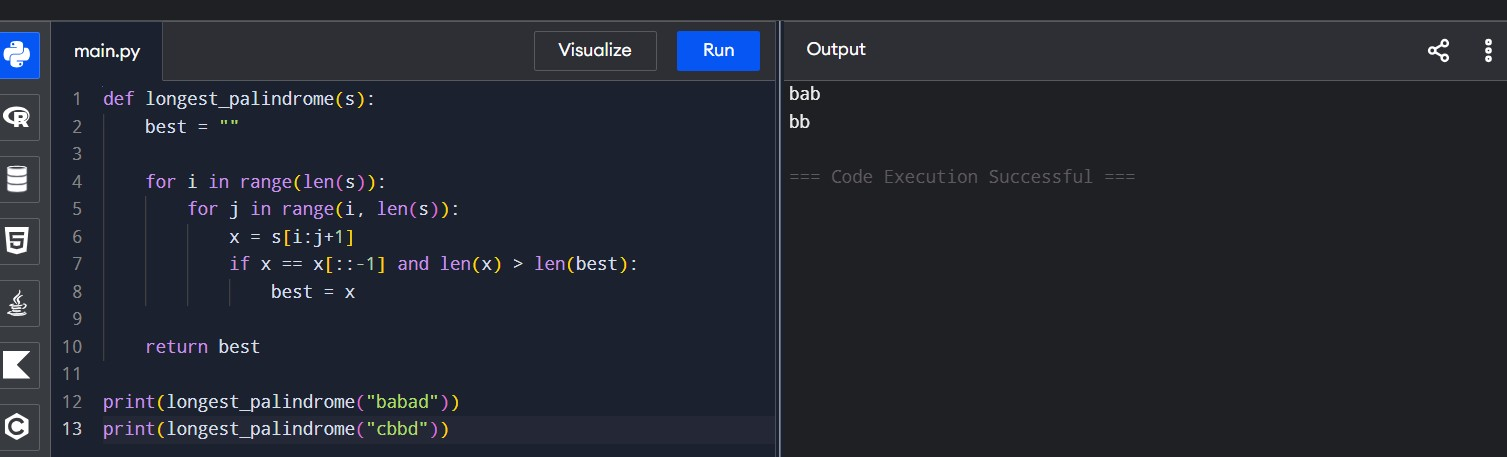 main.py
Visualize
Run
Output
1 def longest_palindrome(s):
2     best = ""
3
4     for i in range(len(s)):
5         for j in range(i, len(s)):
6             x = s[i:j+1]
7             if x == x[::-1] and len(x) > len(best):
8                 best = x
9
10     return best
11
12 print(longest_palindrome("babad"))
13 print(longest_palindrome("cbbd"))
bab
bb
=== Code Execution Successful ===